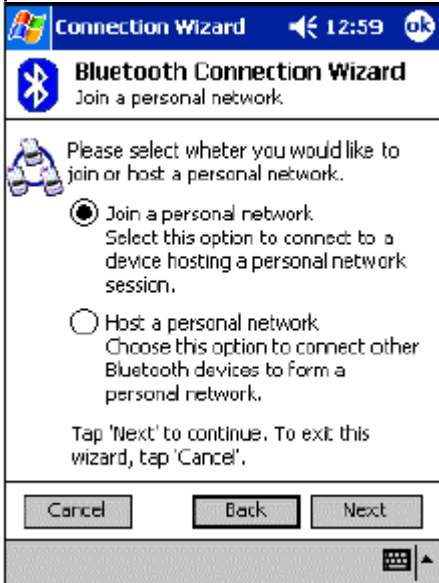 Connection Wizard 12:59 ok
Bluetooth Connection Wizard
Join a personal network
Please select wheter you would like to
join or host a personal network.
Join a personal network
Select this option to connect to a
device hosting a personal network
session.
Host a personal network
Choose this option to connect other
Bluetooth devices to form a
personal network.
Tap 'Next' to continue. To exit this
wizard, tap 'Cancel'.
Cancel Back Next